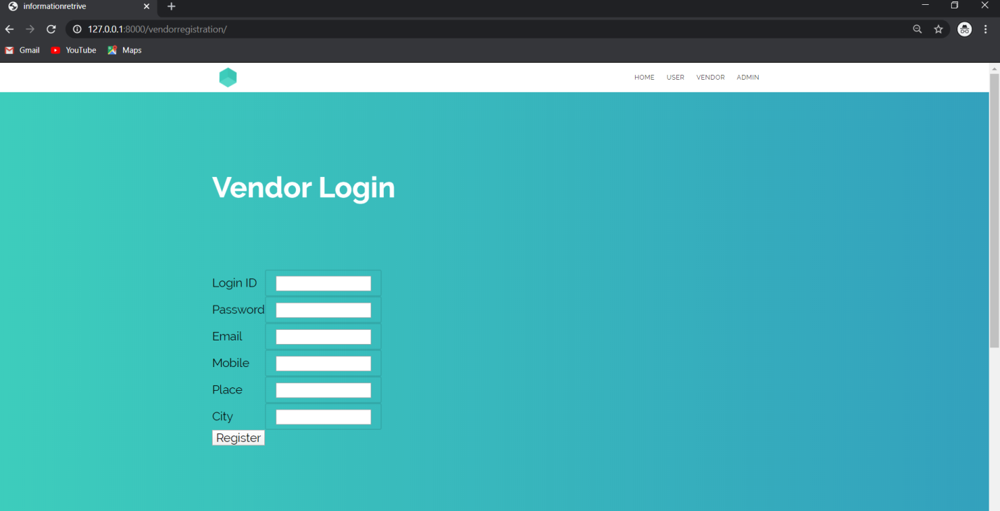 informationretrive
127.0.0.1:8000/vendorregistration/
Gmail YouTube Maps
HOME USER VENDOR ADMIN
Vendor Login
Login ID
Password
Email
Mobile
Place
City
Register